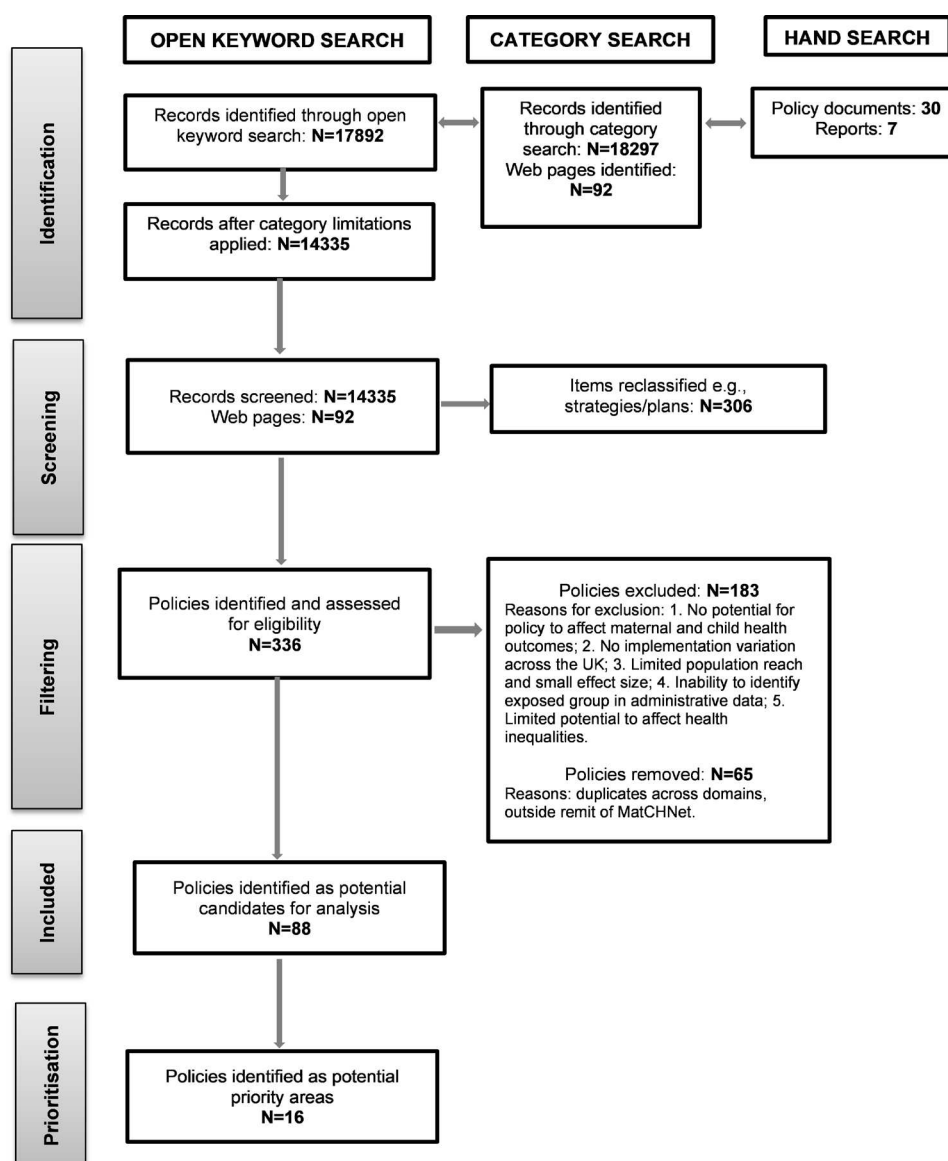 OPEN KEYWORD SEARCH
CATEGORY SEARCH
HAND SEARCH
Identification
Records identified through open
keyword search: N=17892
Records identified
through category
search: N=18297
Web pages identified:
N=92
Policy documents: 30
Reports: 7
Records after category limitations
applied: N=14335
Screening
Records screened: N=14335
Web pages: N=92
Items reclassified e.g.,
strategies/plans: N=306
Filtering
Policies identified and assessed
for eligibility
N=336
Policies excluded: N=183
Reasons for exclusion: 1. No potential for
policy to affect maternal and child health
outcomes; 2. No implementation variation
across the UK; 3. Limited population reach
and small effect size; 4. Inability to identify
exposed group in administrative data; 5.
Limited potential to affect health
inequalities.
Policies removed: N=65
Reasons: duplicates across domains,
outside remit of MatCHNet.
Included
Policies identified as potential
candidates for analysis
N=88
Prioritisation
Policies identified as potential
priority areas
N=16